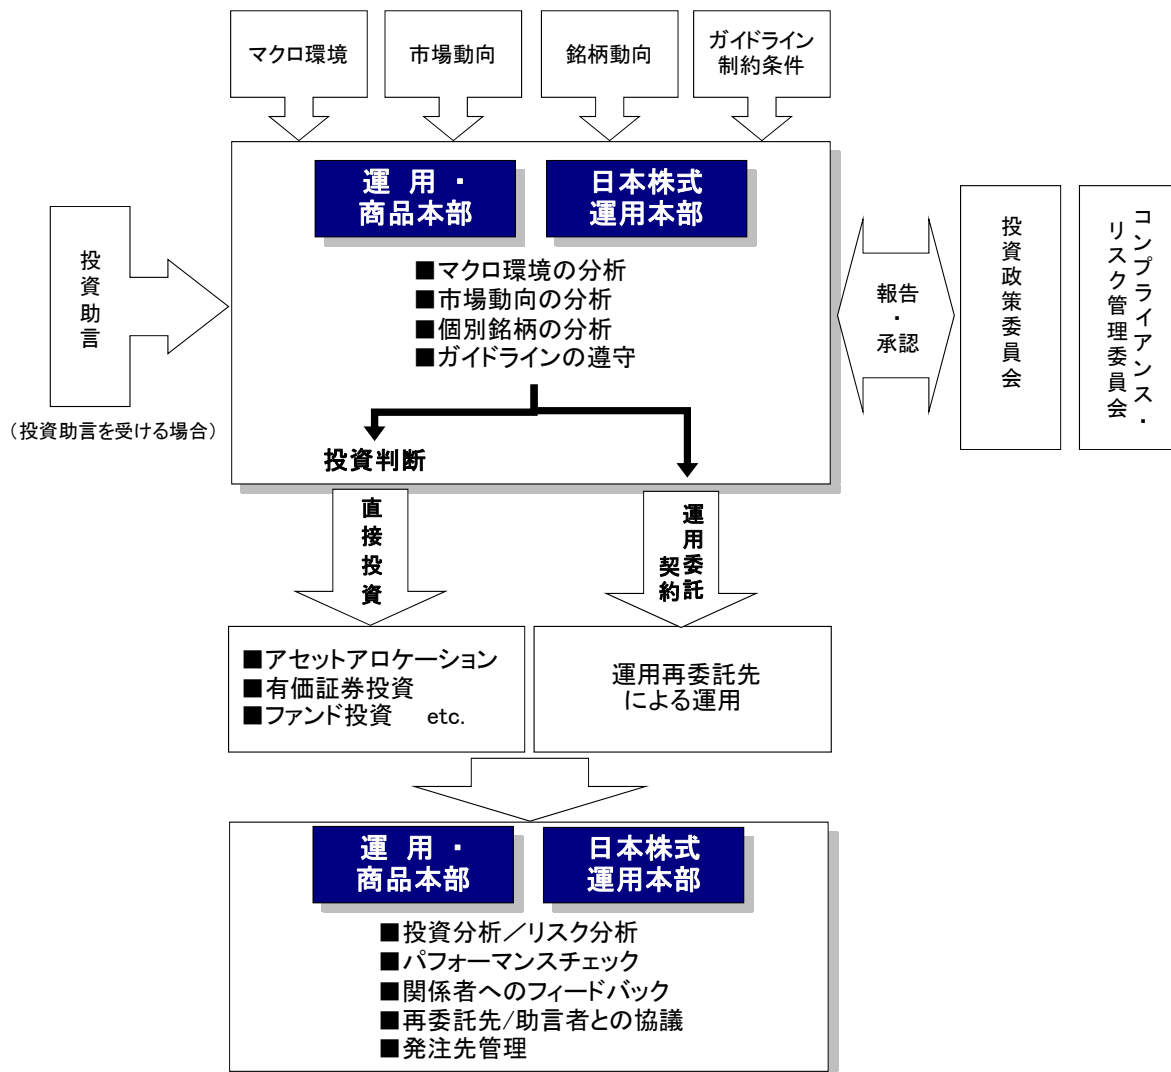 マクロ環境
市場動向
銘柄動向
ガイドライン
制約条件
運 用 ・
商品本部
日本株式
運用本部
■マクロ環境の分析
■市場動向の分析
■個別銘柄の分析
■ガイドラインの遵守
投資助言
（投資助言を受ける場合）
報告
・
承認
投資政策委員会
コンプライアンス・
リスク管理委員会
投資判断
直接投資
運用委託
契約
■アセットアロケーション
■有価証券投資
■ファンド投資 etc.
運用再委託先
による運用
運 用 ・
商品本部
日本株式
運用本部
■投資分析／リスク分析
■パフォーマンスチェック
■関係者へのフィードバック
■再委託先/助言者との協議
■発注先管理